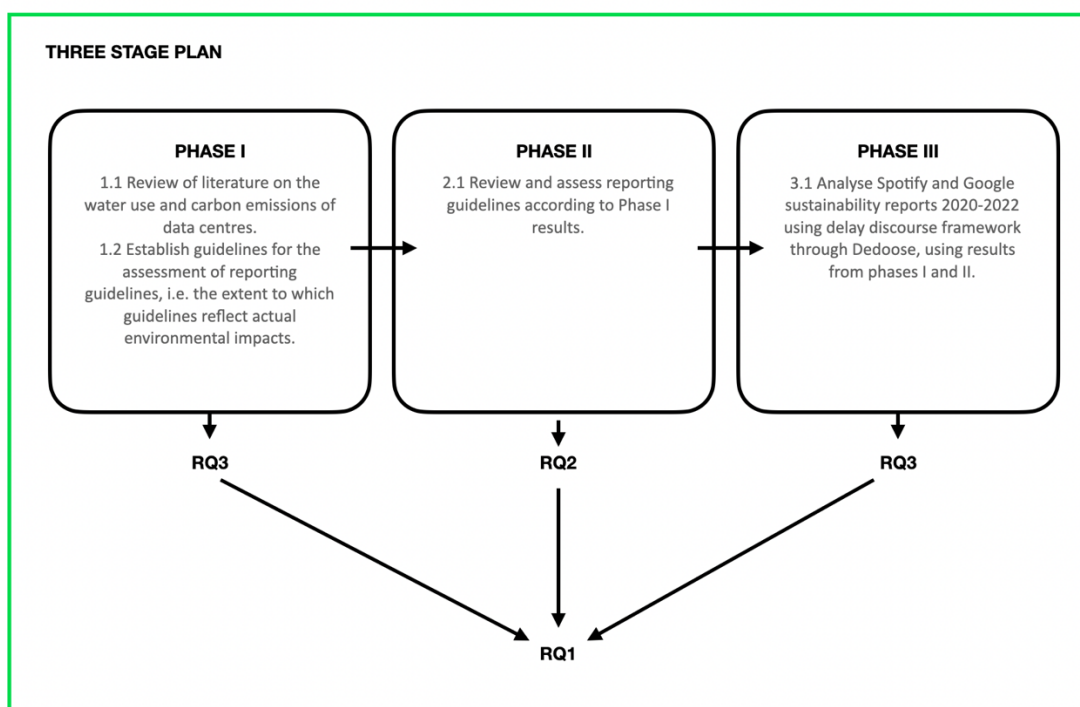 THREE STAGE PLAN
PHASE I
1.1 Review of literature on the
water use and carbon emissions of
data centres.
1.2 Establish guidelines for the
assessment of reporting
guidelines, i.e. the extent to which
guidelines reflect actual
environmental impacts.
PHASE II
2.1 Review and assess reporting
guidelines according to Phase I
results.
PHASE III
3.1 Analyse Spotify and Google
sustainability reports 2020-2022
using delay discourse framework
through Dedoose, using results
from phases I and II.
RQ3
RQ2
RQ3
RQ1